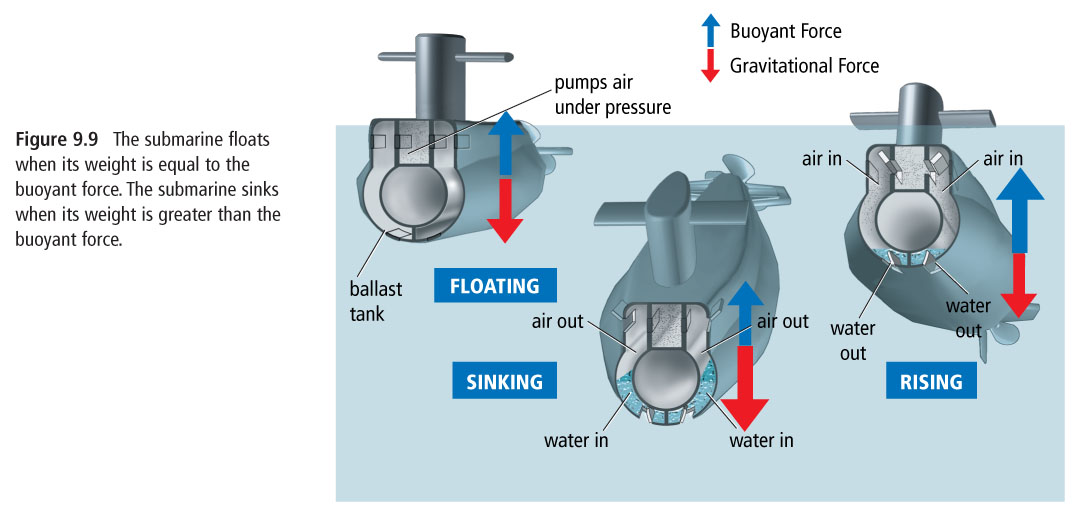 Figure 9.9 The submarine floats
when its weight is equal to the
buoyant force. The submarine sinks
when its weight is greater than the
buoyant force.
Buoyant Force
Gravitational Force
pumps air
under pressure
ballast
tank
FLOATING
air out
air out
SINKING
water in
water in
air in
air in
water
out
water
out
RISING